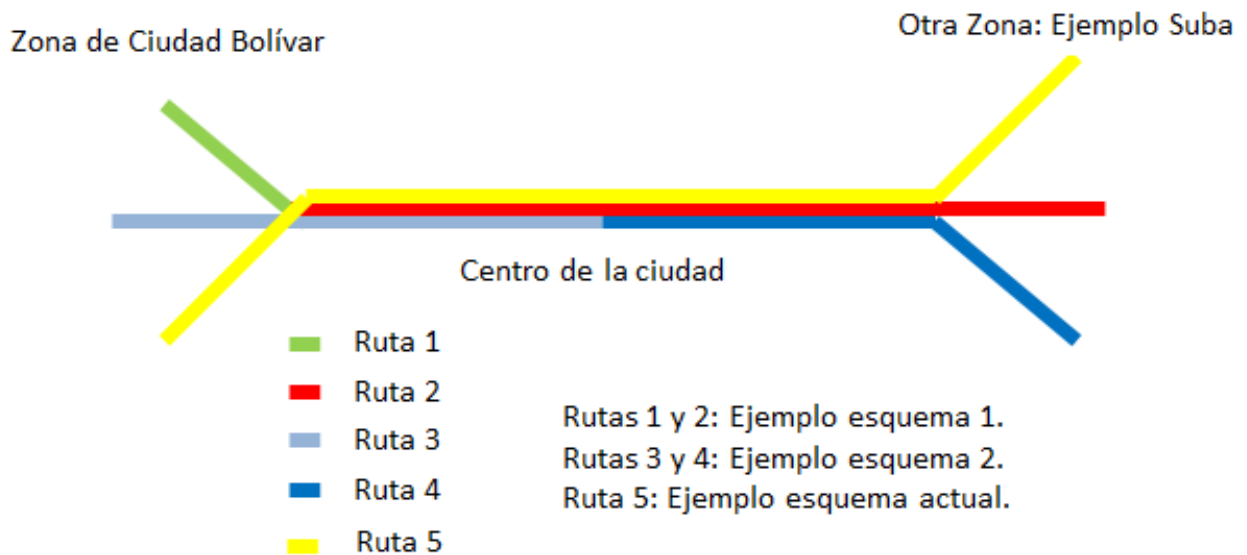 Zona de Ciudad Bolívar
Otra Zona: Ejemplo Suba
Centro de la ciudad
Ruta 1
Ruta 2
Ruta 3
Ruta 4
Ruta 5
Rutas 1 y 2: Ejemplo esquema 1.
Rutas 3 y 4: Ejemplo esquema 2.
Ruta 5: Ejemplo esquema actual.